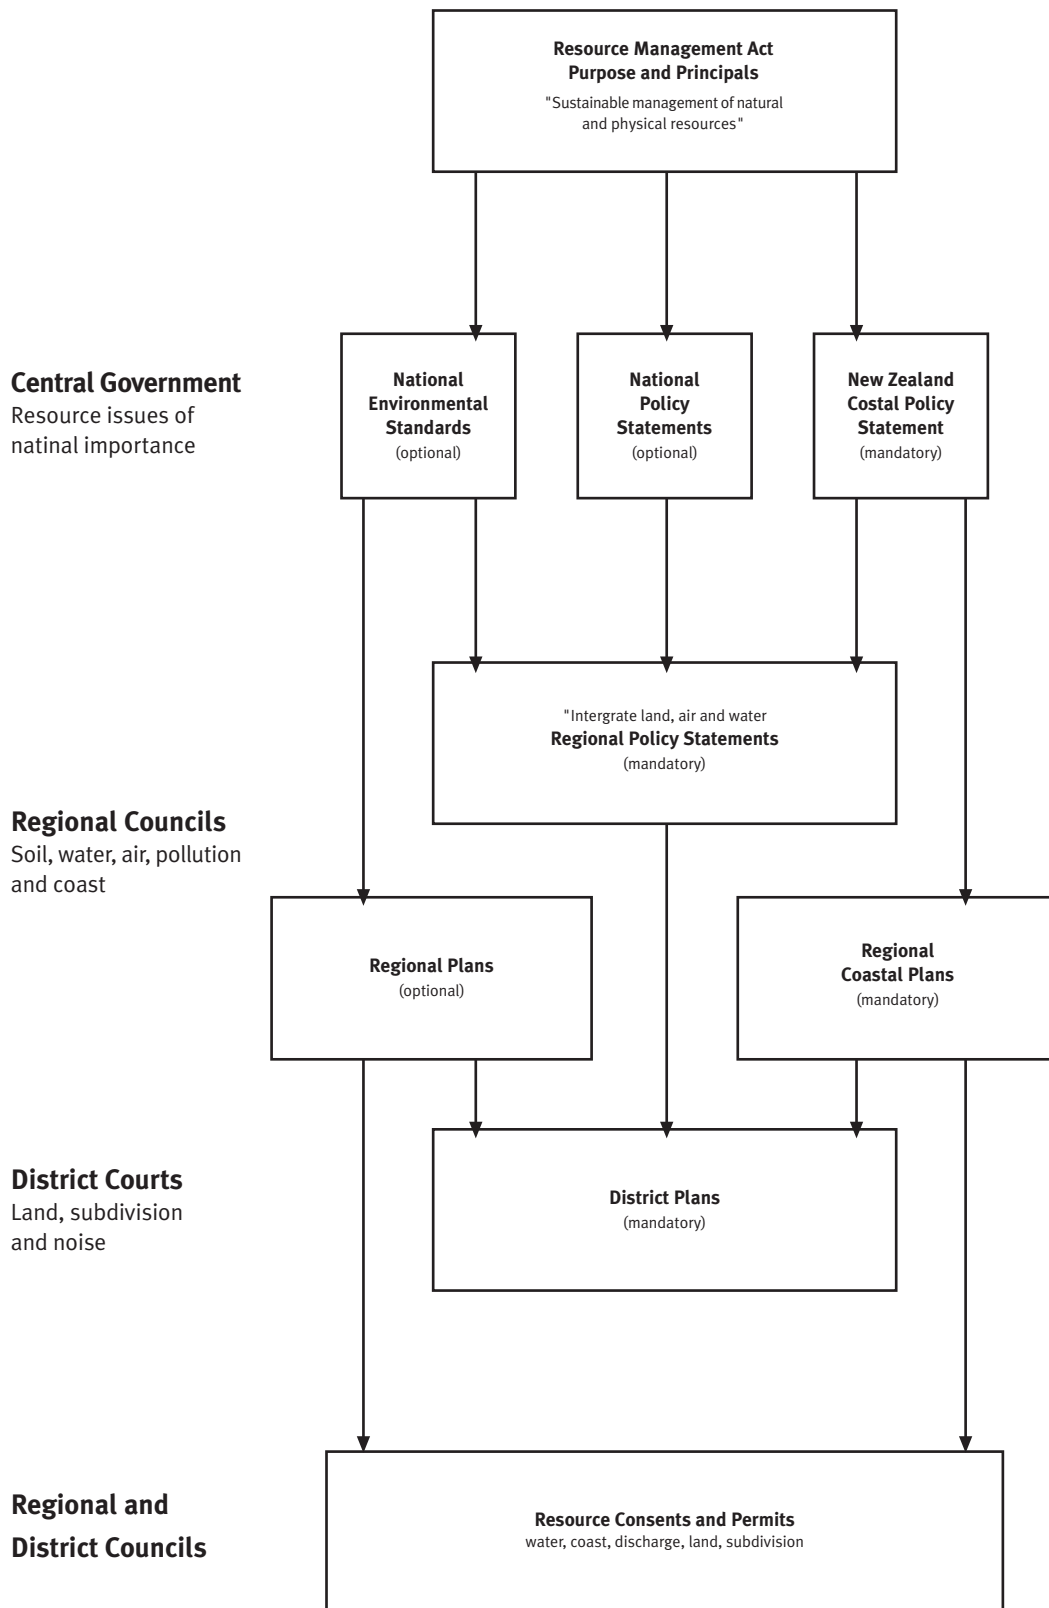 Resource Management Act
Purpose and Principals
"Sustainable management of natural
and physical resources"
Central Government
Resource issues of
natinal importance
National
Environmental
Standards
(optional)
National
Policy
Statements
(optional)
New Zealand
Costal Policy
Statement
(mandatory)
"Intergrate land, air and water
Regional Policy Statements
(mandatory)
Regional Councils
Soil, water, air, pollution
and coast
Regional Plans
(optional)
Regional
Coastal Plans
(mandatory)
District Courts
Land, subdivision
and noise
District Plans
(mandatory)
Regional and
District Councils
Resource Consents and Permits
water, coast, discharge, land, subdivision